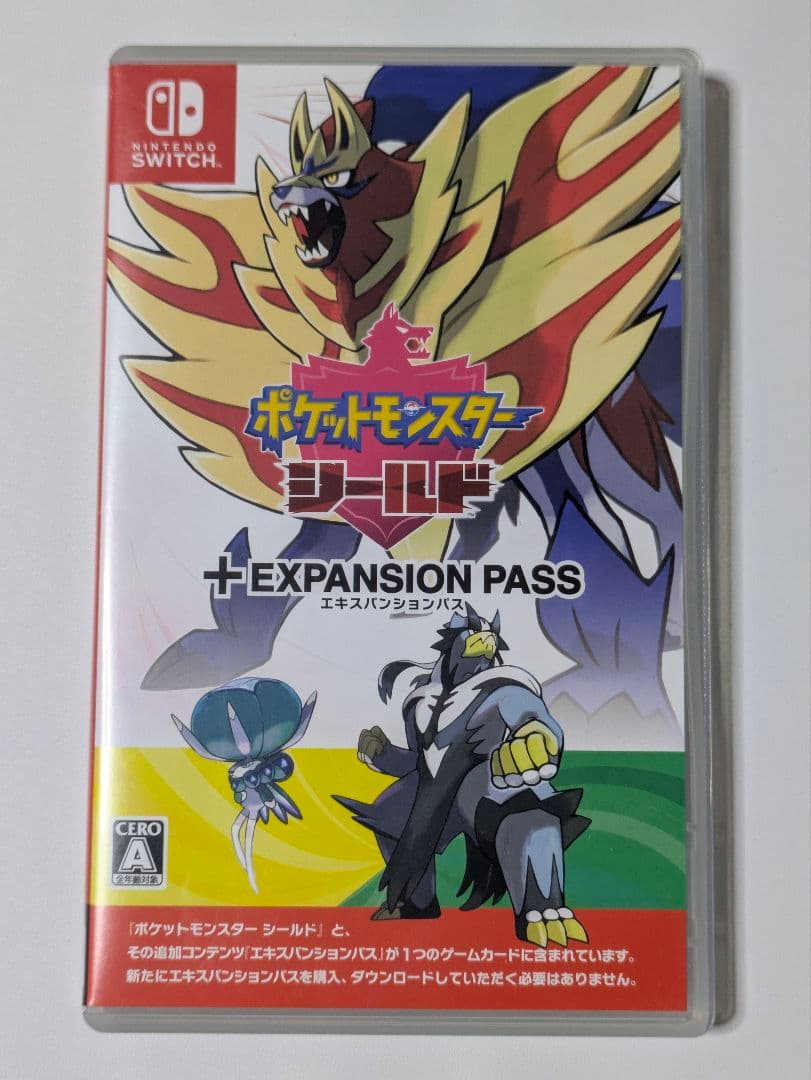 NINTENDO
SWITCH™
ポケットモンスター
シールド™
+EXPANSION PASS
エキスパンションパス
CERO
A
全年齢対象
『ポケットモンスター シールド』と、
その追加コンテンツ『エキスパンションパス』が1つのゲームカードに含まれています。
新たにエキスパンションパスを購入、ダウンロードしていただく必要はありません。